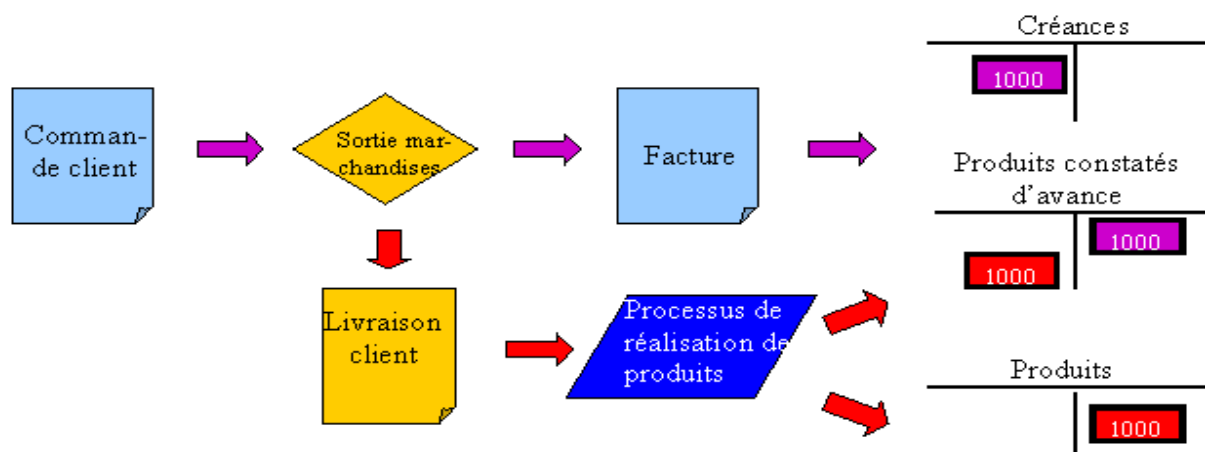 Créances
1000
Comman-
de client
Sortie mar-
chandises
Facture
Produits constatés
d'avance
1000
1000
Livraison
client
Processus de
réalisation de
produits
Produits
1000